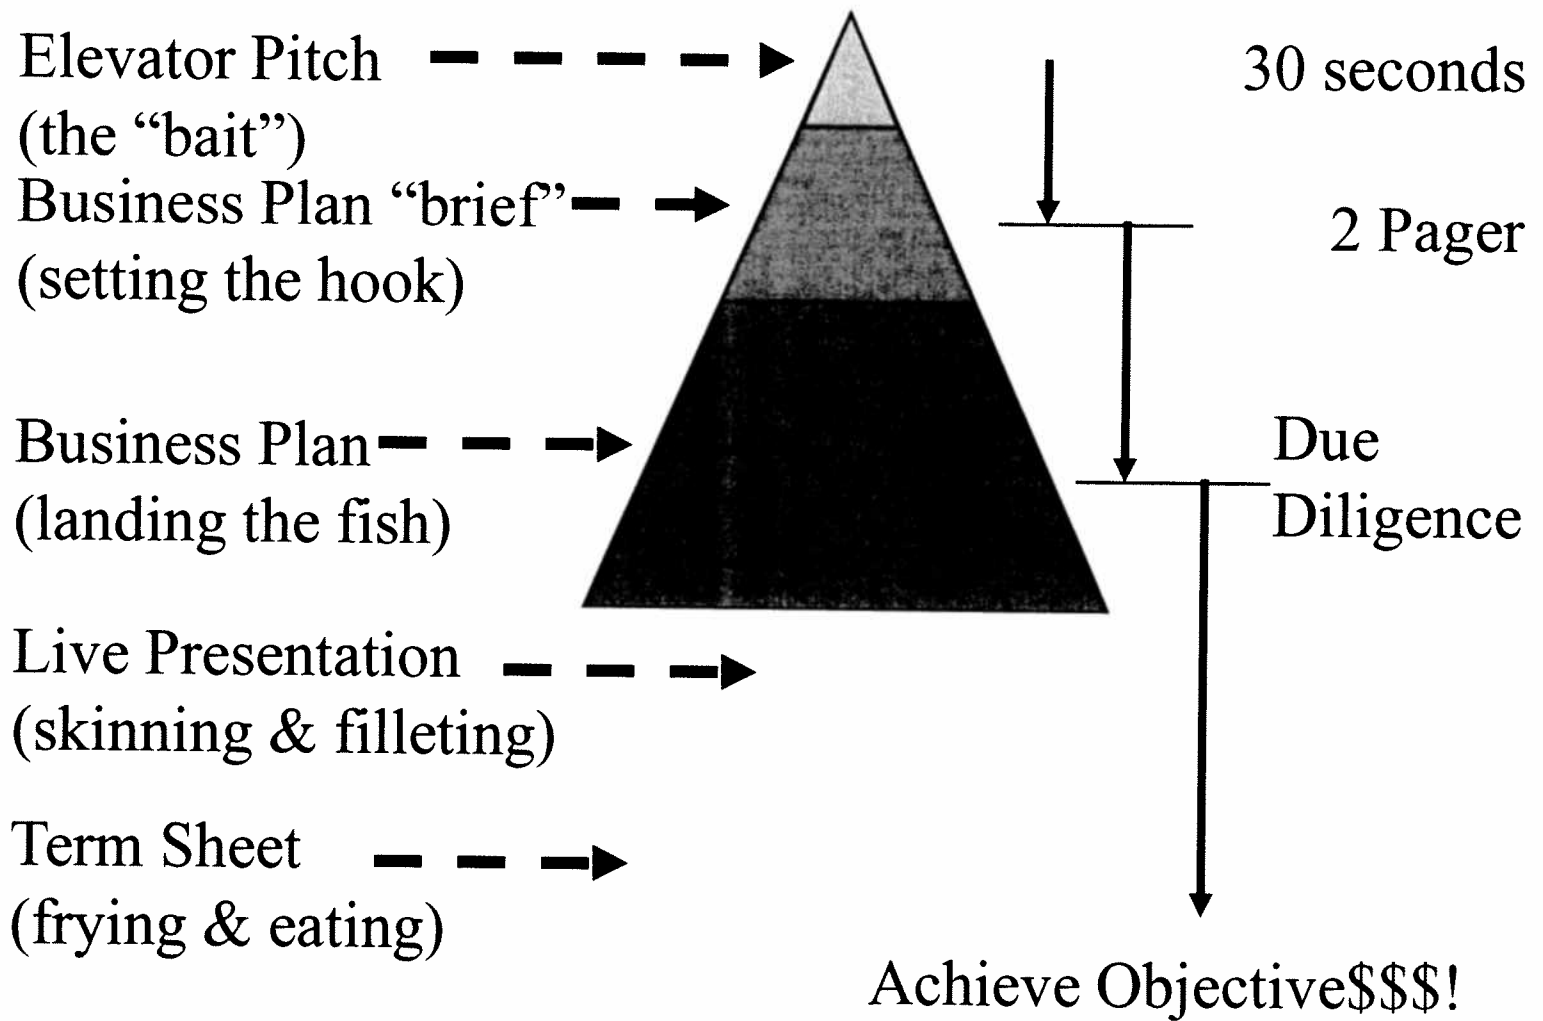 Elevator Pitch
(the “bait”)
Business Plan “brief”
(setting the hook)
Business Plan
(landing the fish)
Live Presentation
(skinning & filleting)
Term Sheet
(frying & eating)
30 seconds
2 Pager
Due
Diligence
Achieve Objective$$$!